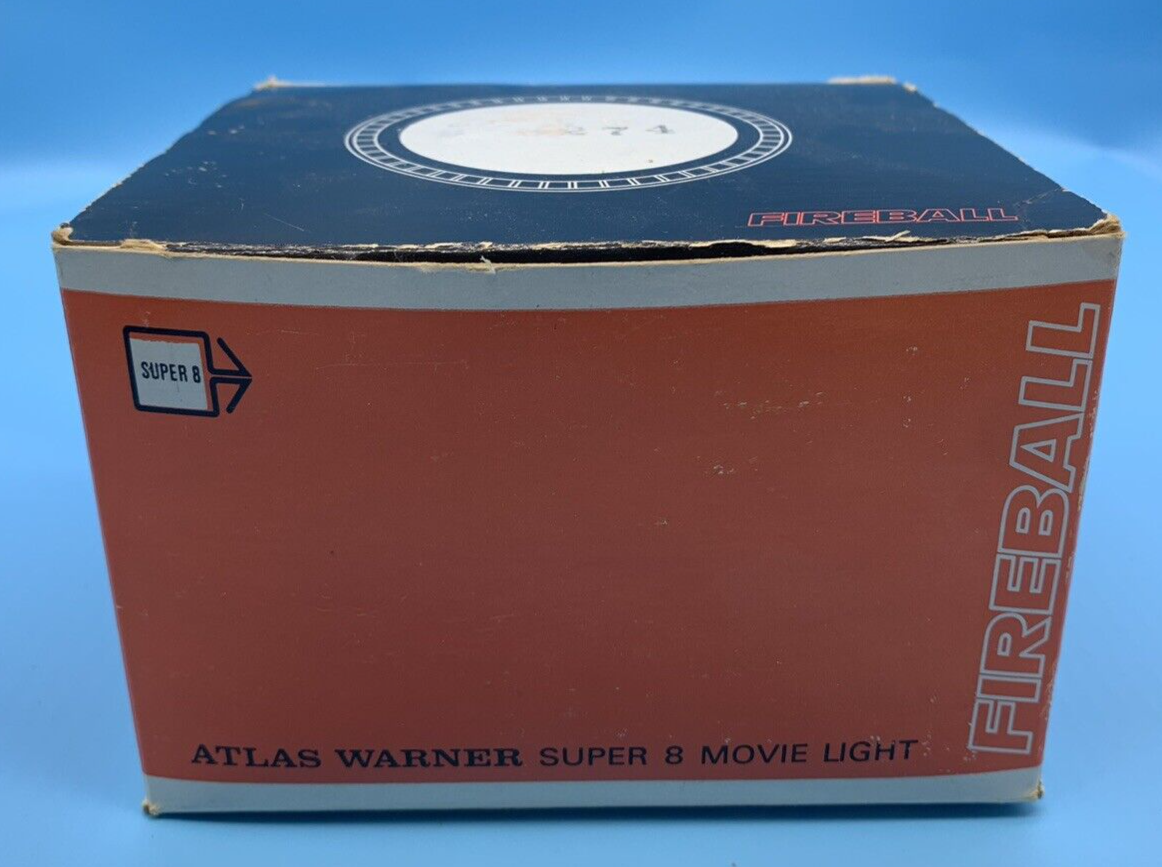 FIREBALL
SUPER 8
FIREBALL
ATLAS WARNER SUPER 8 MOVIE LIGHT